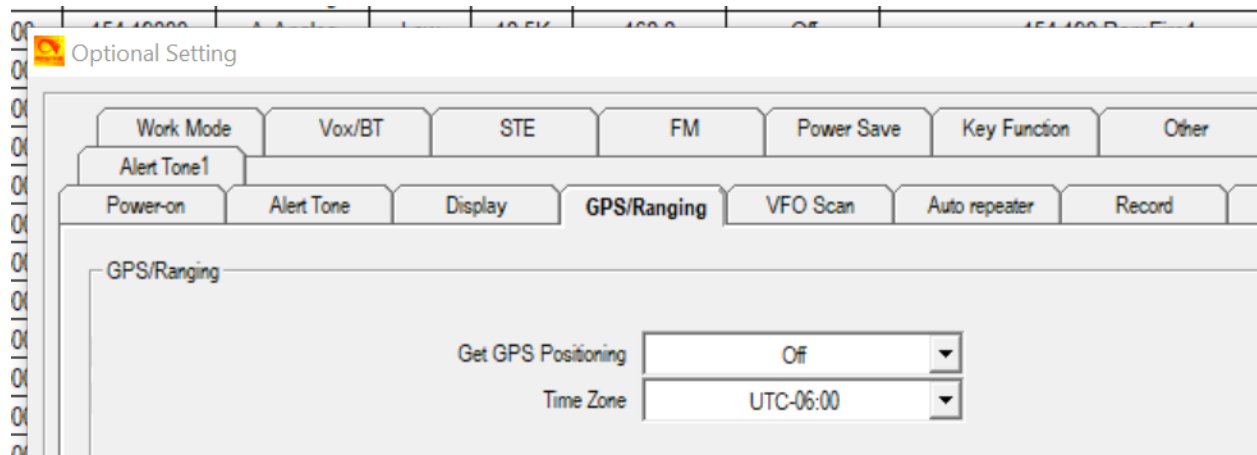 Optional Setting
Work Mode Vox/BT STE FM Power Save Key Function Other
Alert Tone1
Power-on Alert Tone Display GPS/Ranging VFO Scan Auto repeater Record
GPS/Ranging
Get GPS Positioning Off
Time Zone UTC-06:00